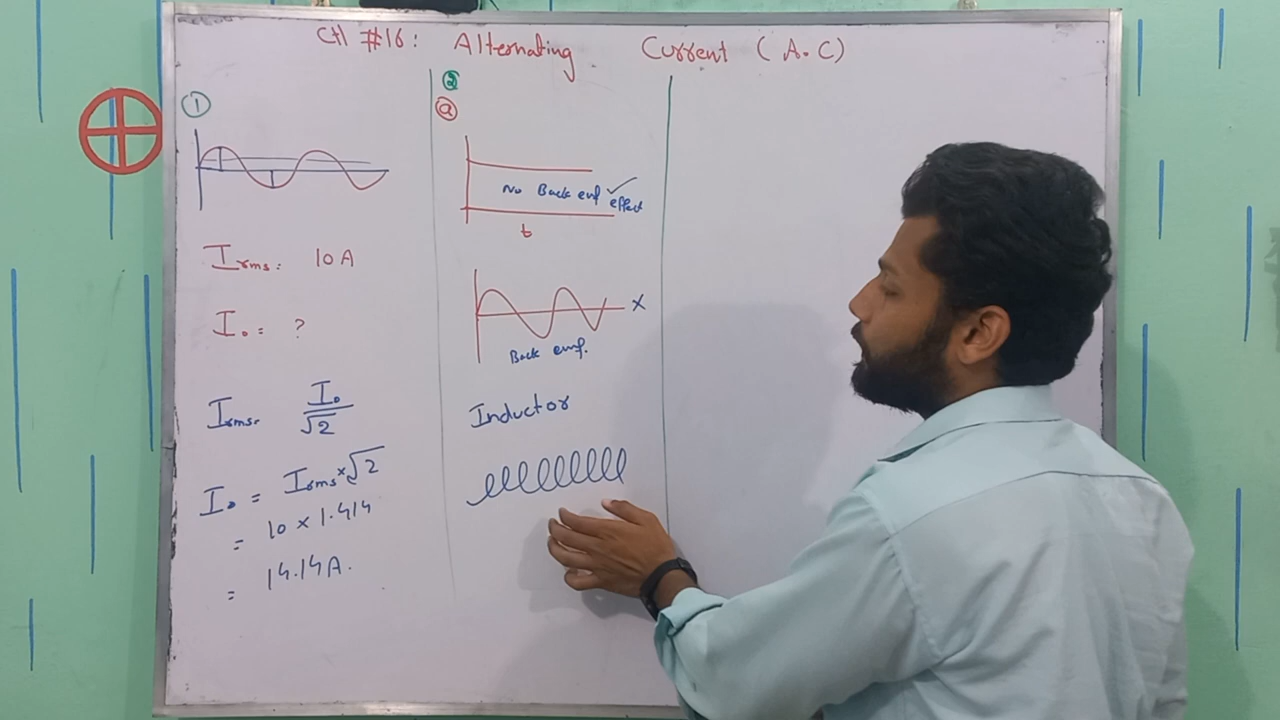 CH #16: Alternating Current (A.C)
①
Irms: 10A
I₀ = ?
Irms = I₀/√2
I₀ = Irms × √2
= 10 × 1.414
= 14.14A.
②
ⓐ
No Back emf ✓
effect
t
X
Back emf.
Inductor